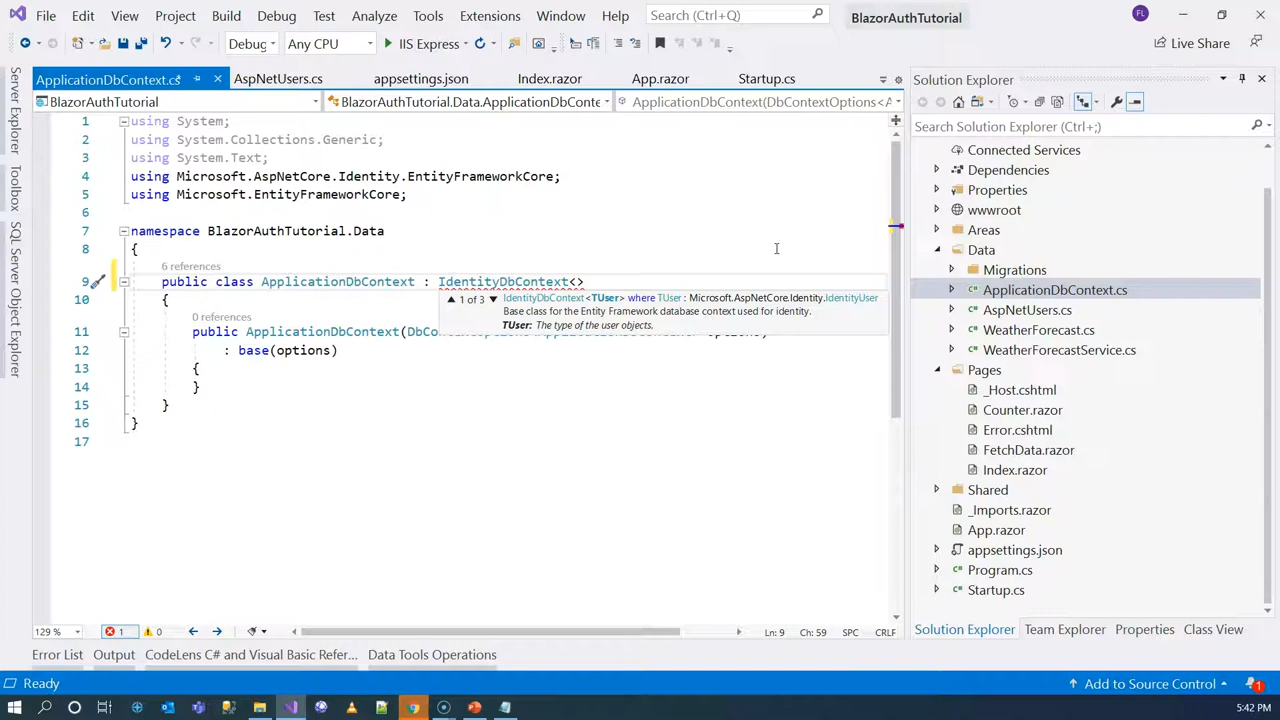 File Edit View Project Build Debug Test Analyze Tools Extensions Window Help Search (Ctrl+Q) BlazorAuthTutorial FL
Debug Any CPU IIS Express Live Share
ApplicationDbContext.cs AspNetUsers.cs appsettings.json Index.razor App.razor Startup.cs
BlazorAuthTutorial BlazorAuthTutorial.Data.ApplicationDbConte ApplicationDbContext(DbContextOptions<A
Server Explorer
Toolbox
SQL Server Object Explorer
1 using System;
2 using System.Collections.Generic;
3 using System.Text;
4 using Microsoft.AspNetCore.Identity.EntityFrameworkCore;
5 using Microsoft.EntityFrameworkCore;
6
7 namespace BlazorAuthTutorial.Data
8 {
6 references
9 public class ApplicationDbContext : IdentityDbContext<>
10 {
1 of 3 IdentityDbContext<TUser> where TUser : Microsoft.AspNetCore.Identity.IdentityUser
Base class for the Entity Framework database context used for identity.
TUser: The type of the user objects.
0 references
11 public ApplicationDbContext(
12 : base(options)
13 {
14 }
15 }
16 }
17
129 % 1 0 Ln: 9 Ch: 59 SPC CRLF
Solution Explorer
Search Solution Explorer (Ctrl+;)
Connected Services
Dependencies
Properties
wwwroot
Areas
Data
Migrations
ApplicationDbContext.cs
AspNetUsers.cs
WeatherForecast.cs
WeatherForecastService.cs
Pages
_Host.cshtml
Counter.razor
Error.cshtml
FetchData.razor
Index.razor
Shared
_Imports.razor
App.razor
appsettings.json
Program.cs
Startup.cs
Solution Explorer Team Explorer Properties Class View
Error List Output CodeLens C# and Visual Basic Refer... Data Tools Operations
Ready Add to Source Control 1
5:42 PM